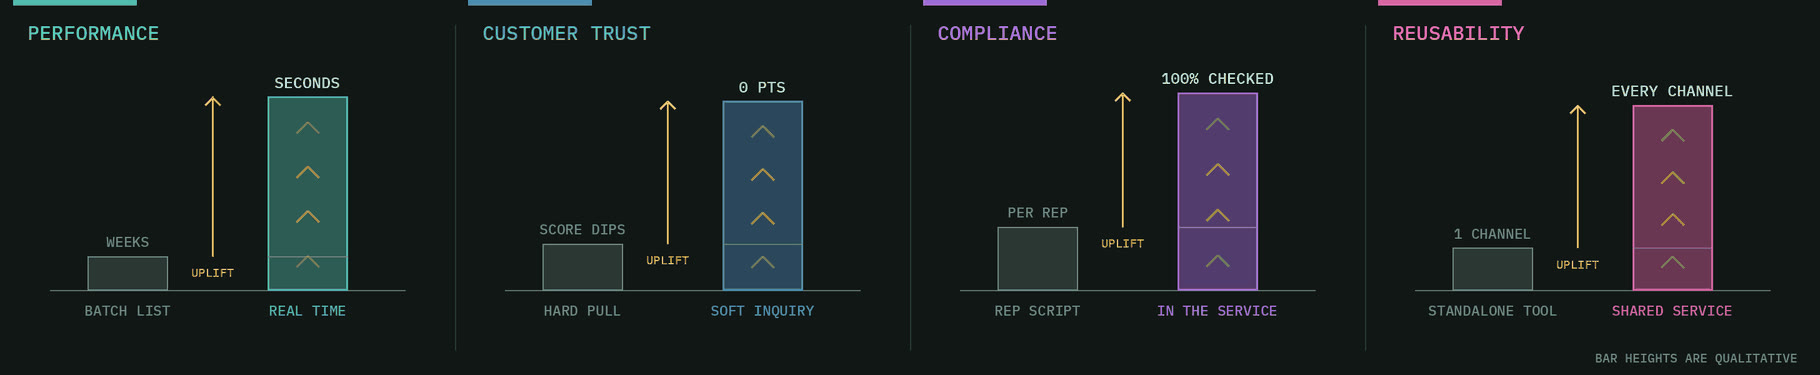 PERFORMANCE
SECONDS
WEEKS
UPLIFT
BATCH LIST
REAL TIME
CUSTOMER TRUST
0 PTS
SCORE DIPS
UPLIFT
HARD PULL
SOFT INQUIRY
COMPLIANCE
100% CHECKED
PER REP
UPLIFT
REP SCRIPT
IN THE SERVICE
REUSABILITY
EVERY CHANNEL
1 CHANNEL
UPLIFT
STANDALONE TOOL
SHARED SERVICE
BAR HEIGHTS ARE QUALITATIVE